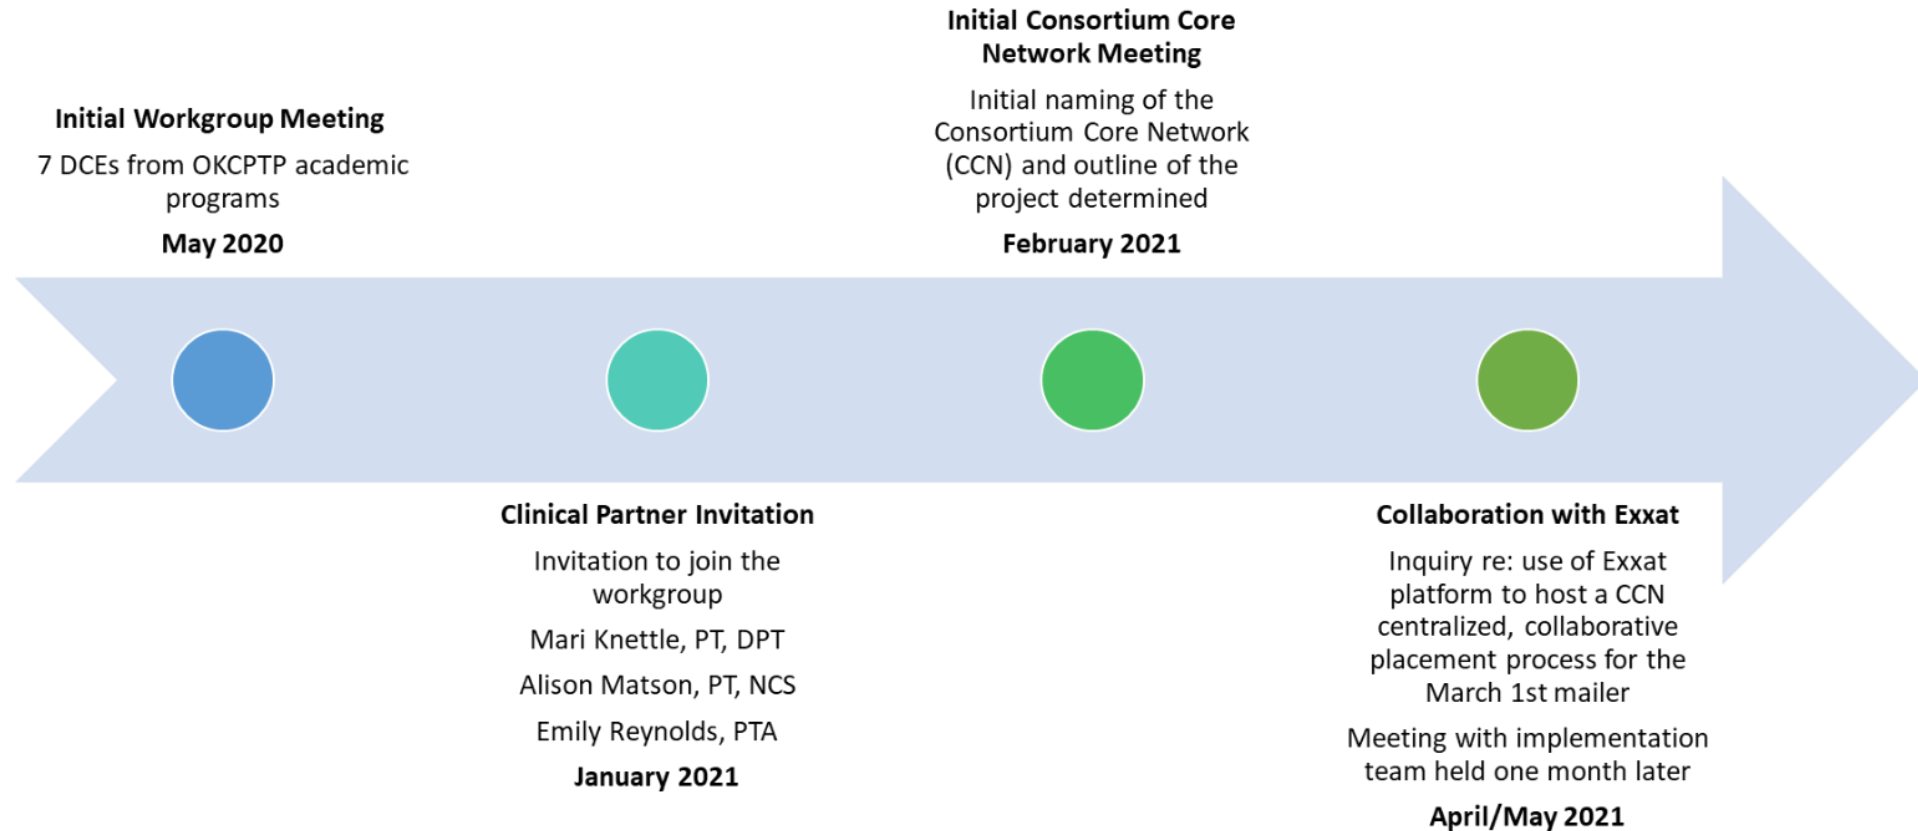 Initial Workgroup Meeting
7 DCEs from OKCPTP academic
programs
May 2020
Clinical Partner Invitation
Invitation to join the
workgroup
Mari Knettle, PT, DPT
Alison Matson, PT, NCS
Emily Reynolds, PTA
January 2021
Initial Consortium Core
Network Meeting
Initial naming of the
Consortium Core Network
(CCN) and outline of the
project determined
February 2021
Collaboration with Exxat
Inquiry re: use of Exxat
platform to host a CCN
centralized, collaborative
placement process for the
March 1st mailer
Meeting with implementation
team held one month later
April/May 2021